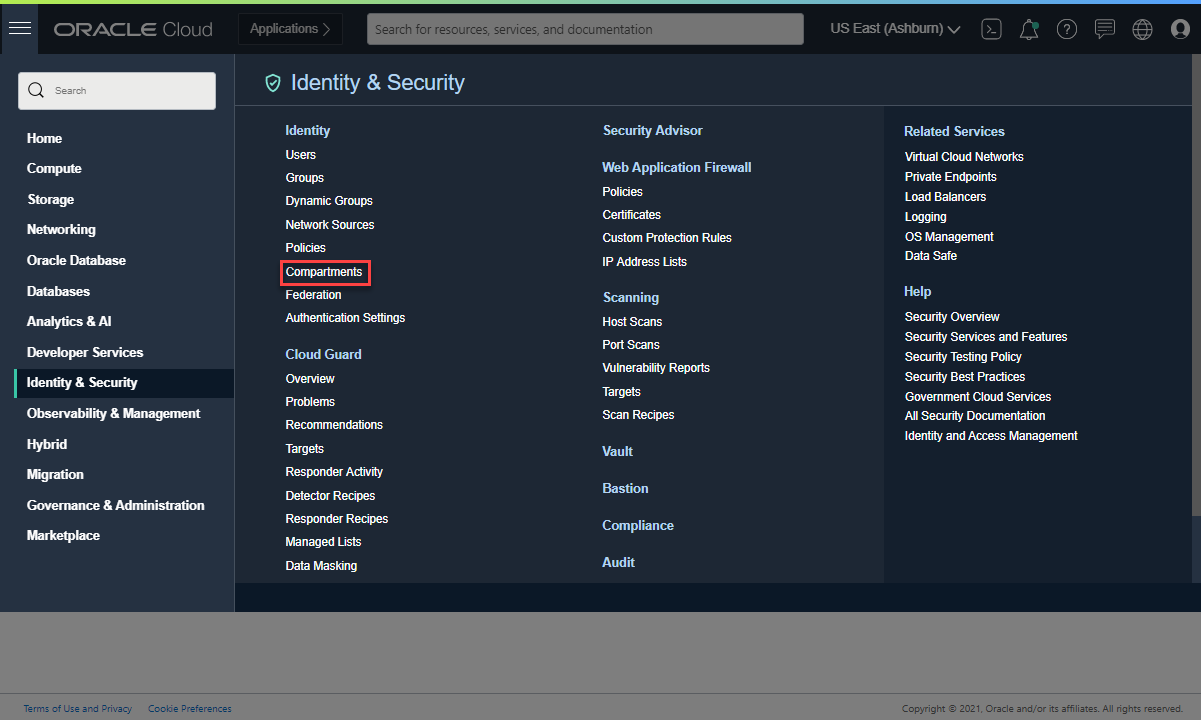 ORACLE Cloud
Applications
Search for resources, services, and documentation
US East (Ashburn)
Search
Home
Compute
Storage
Networking
Oracle Database
Databases
Analytics & AI
Developer Services
Identity & Security
Observability & Management
Hybrid
Migration
Governance & Administration
Marketplace
Identity & Security
Identity
Users
Groups
Dynamic Groups
Network Sources
Policies
Compartments
Federation
Authentication Settings
Cloud Guard
Overview
Problems
Recommendations
Targets
Responder Activity
Detector Recipes
Responder Recipes
Managed Lists
Data Masking
Security Advisor
Web Application Firewall
Policies
Certificates
Custom Protection Rules
IP Address Lists
Scanning
Host Scans
Port Scans
Vulnerability Reports
Targets
Scan Recipes
Vault
Bastion
Compliance
Audit
Related Services
Virtual Cloud Networks
Private Endpoints
Load Balancers
Logging
OS Management
Data Safe
Help
Security Overview
Security Services and Features
Security Testing Policy
Security Best Practices
Government Cloud Services
All Security Documentation
Identity and Access Management
Terms of Use and Privacy
Cookie Preferences
Copyright © 2021, Oracle and/or its affiliates. All rights reserved.